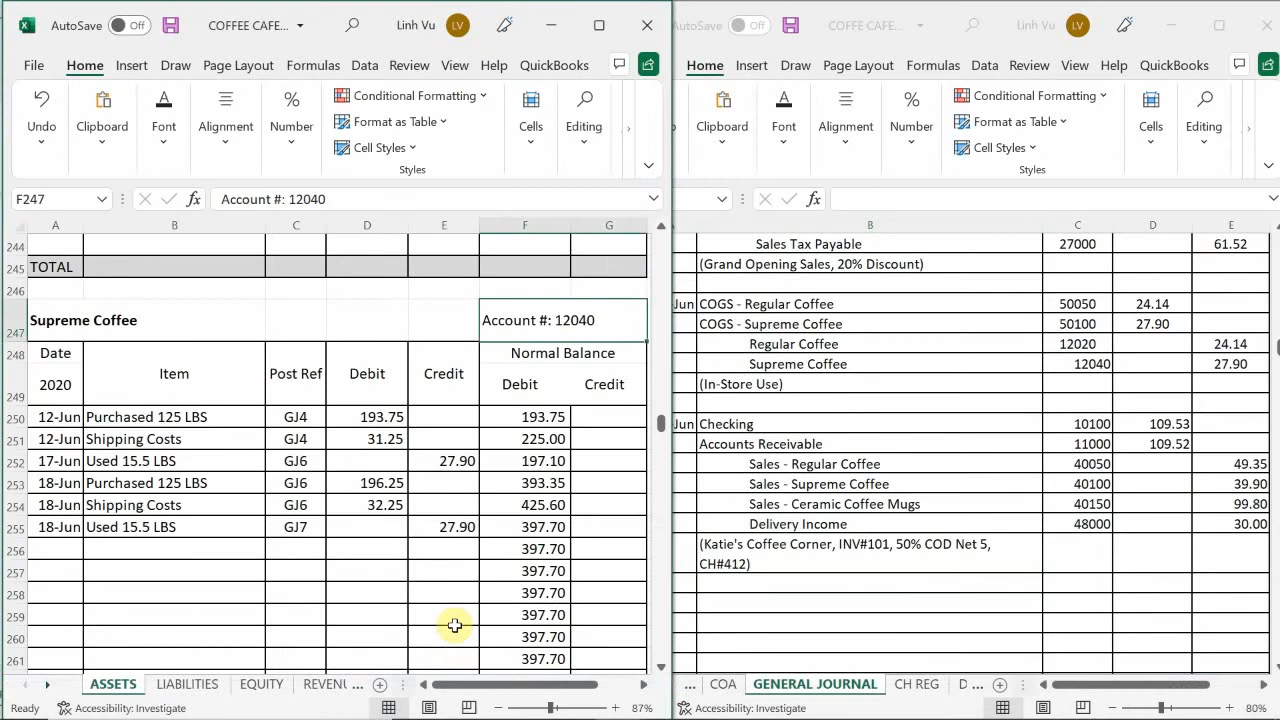 AutoSave Off COFFEE CAFE... Linh Vu LV
File Home Insert Draw Page Layout Formulas Data Review View Help QuickBooks
Undo Clipboard Font Alignment Number
Conditional Formatting
Format as Table
Cell Styles
Styles
Cells Editing
F247 fx Account #: 12040
A B C D E F G
244
245 TOTAL
246
247 Supreme Coffee Account #: 12040
248 Date Item Post Ref Debit Credit Normal Balance
249 2020 Debit Credit
250 12-Jun Purchased 125 LBS GJ4 193.75 193.75
251 12-Jun Shipping Costs GJ4 31.25 225.00
252 17-Jun Used 15.5 LBS GJ6 27.90 197.10
253 18-Jun Purchased 125 LBS GJ6 196.25 393.35
254 18-Jun Shipping Costs GJ6 32.25 425.60
255 18-Jun Used 15.5 LBS GJ7 27.90 397.70
256 397.70
257 397.70
258 397.70
259 397.70
260 397.70
261 397.70
ASSETS LIABILITIES EQUITY REVENU ...
Ready Accessibility: Investigate 87%
AutoSave Off COFFEE CAFE... Linh Vu LV
Home Insert Draw Page Layout Formulas Data Review View Help QuickBooks
Clipboard Font Alignment Number
Conditional Formatting
Format as Table
Cell Styles
Styles
Cells Editing
fx
B C D E
Sales Tax Payable 27000 61.52
(Grand Opening Sales, 20% Discount)
Jun COGS - Regular Coffee 50050 24.14
COGS - Supreme Coffee 50100 27.90
Regular Coffee 12020 24.14
Supreme Coffee 12040 27.90
(In-Store Use)
Jun Checking 10100 109.53
Accounts Receivable 11000 109.52
Sales - Regular Coffee 40050 49.35
Sales - Supreme Coffee 40100 39.90
Sales - Ceramic Coffee Mugs 40150 99.80
Delivery Income 48000 30.00
(Katie's Coffee Corner, INV#101, 50% COD Net 5,
CH#412)
... COA GENERAL JOURNAL CH REG D ...
Accessibility: Investigate 80%